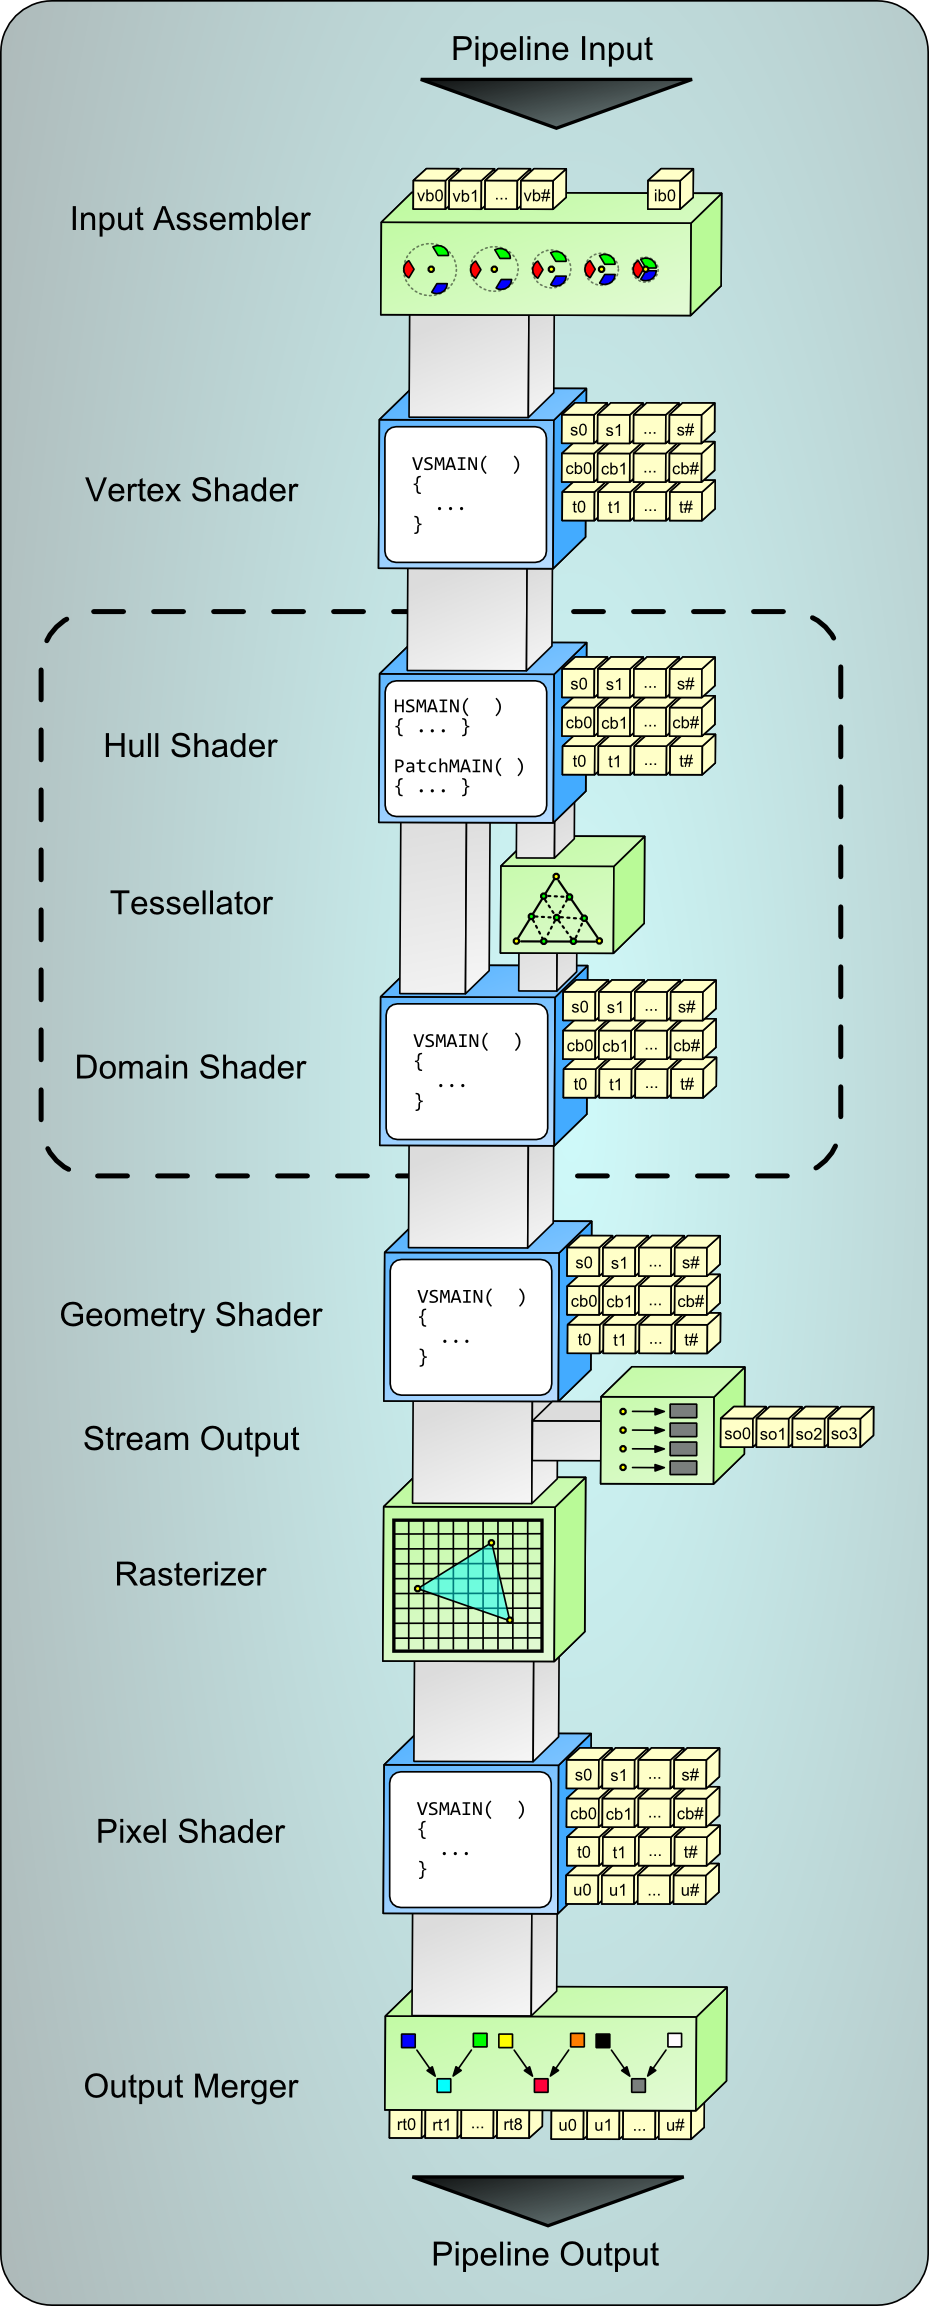 Pipeline Input
vb0 vb1 ... vb# ib0
Input Assembler
s0 s1 ... s#
VSMAIN(  )
cb0 cb1 ... cb#
{
Vertex Shader
...
t0 t1 ... t#
}
s0 s1 ... s#
HSMAIN(  )
{ ... }
cb0 cb1 ... cb#
Hull Shader
PatchMAIN( )
t0 t1 ... t#
{ ... }
Tessellator
s0 s1 ... s#
VSMAIN(  )
cb0 cb1 ... cb#
{
Domain Shader
...
t0 t1 ... t#
}
s0 s1 ... s#
VSMAIN(  )
cb0 cb1 ... cb#
{
Geometry Shader
...
t0 t1 ... t#
}
Stream Output
so0 so1 so2 so3
Rasterizer
s0 s1 ... s#
VSMAIN(  )
cb0 cb1 ... cb#
{
Pixel Shader
...
t0 t1 ... t#
}
u0 u1 ... u#
Output Merger
rt0 rt1 ... rt8 u0 u1 ... u#
Pipeline Output